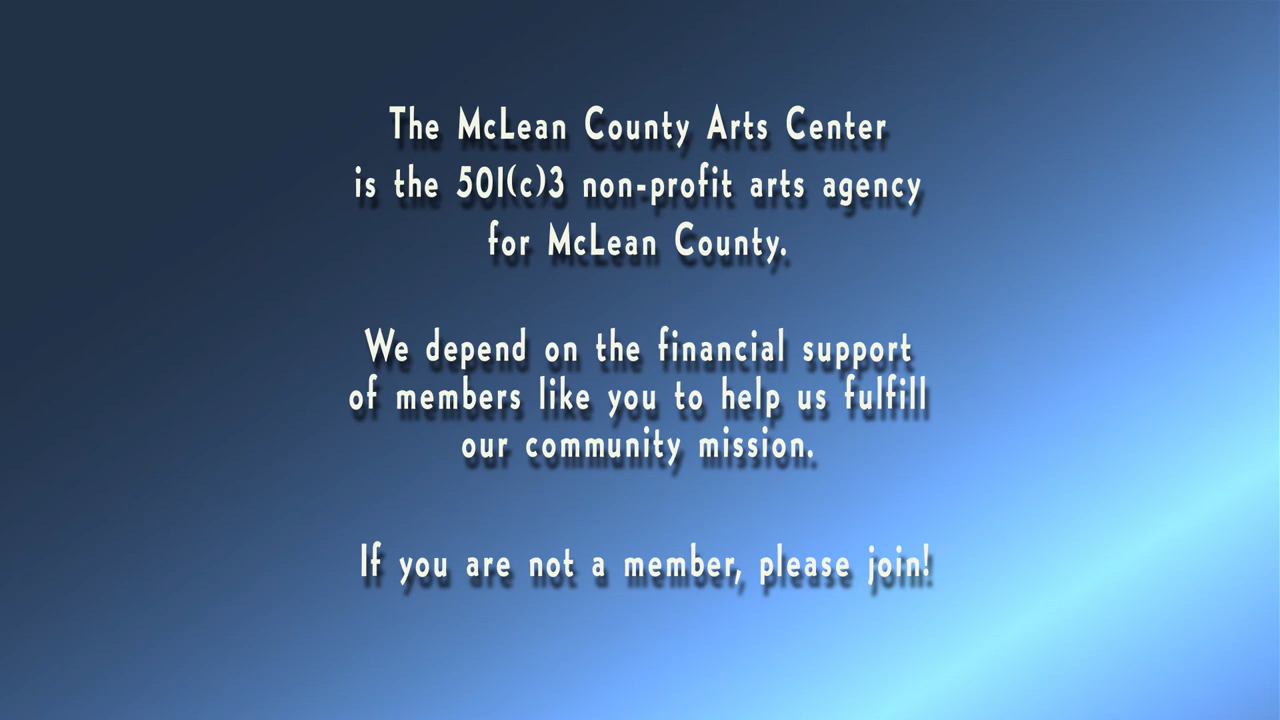 The McLean County Arts Center
is the 501(c)3 non-profit arts agency
for McLean County.
We depend on the financial support
of members like you to help us fulfill
our community mission.
If you are not a member, please join!